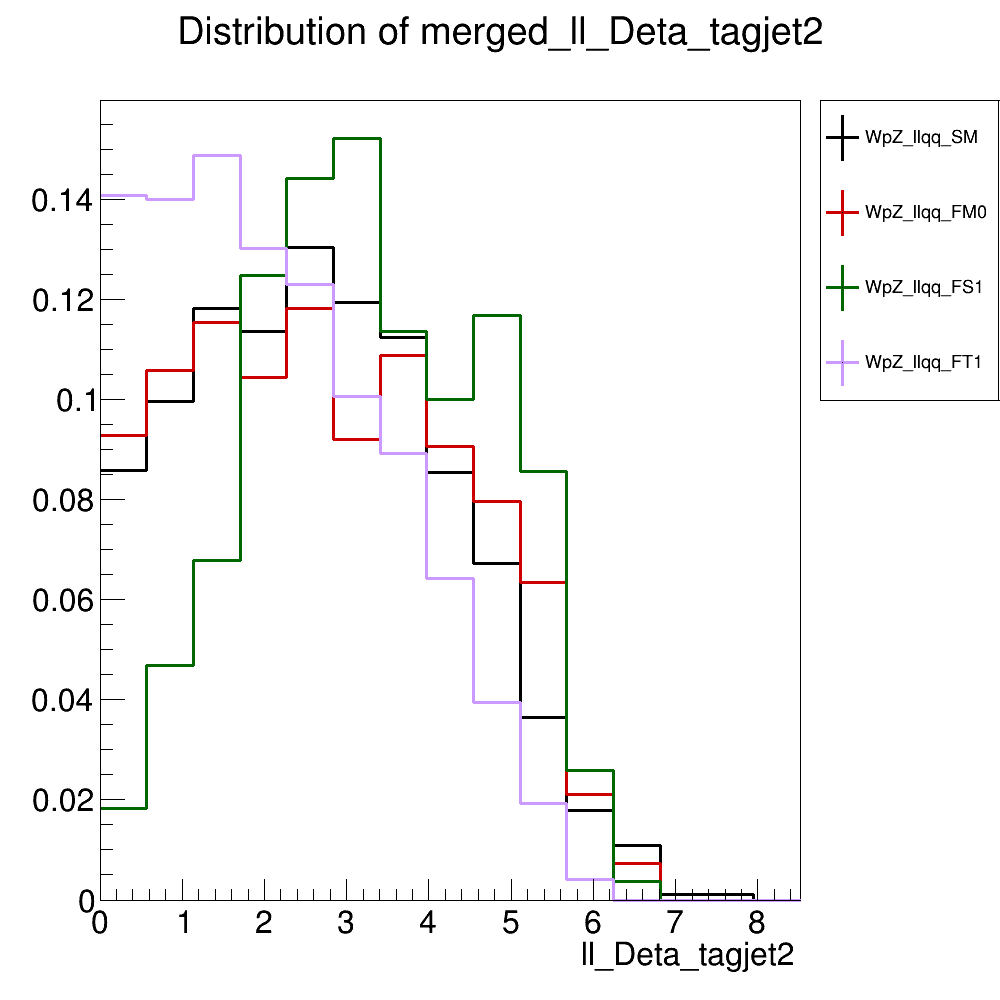 Distribution of merged_ll_Deta_tagjet2
WpZ_llqq_SM
WpZ_llqq_FM0
WpZ_llqq_FS1
WpZ_llqq_FT1
0.14
0.12
0.1
0.08
0.06
0.04
0.02
0
0 1 2 3 4 5 6 7 8
ll_Deta_tagjet2